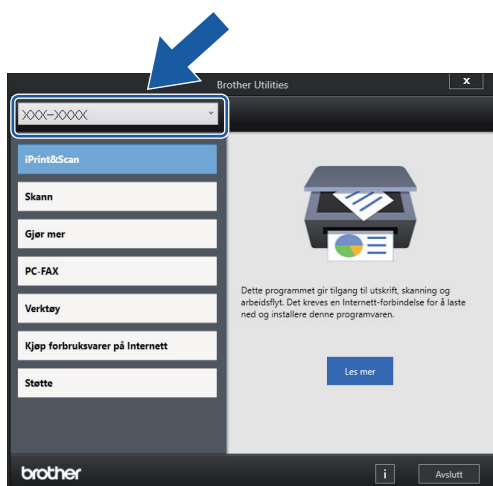 Brother Utilities
x
XXX-XXXX
iPrint&Scan
Skann
Gjør mer
PC-FAX
Verktøy
Kjøp forbruksvarer på Internett
Støtte
Dette programmet gir tilgang til utskrift, skanning og
arbeidsflyt. Det kreves en Internett-forbindelse for å laste
ned og installere denne programvaren.
Les mer
brother
i
Avslutt